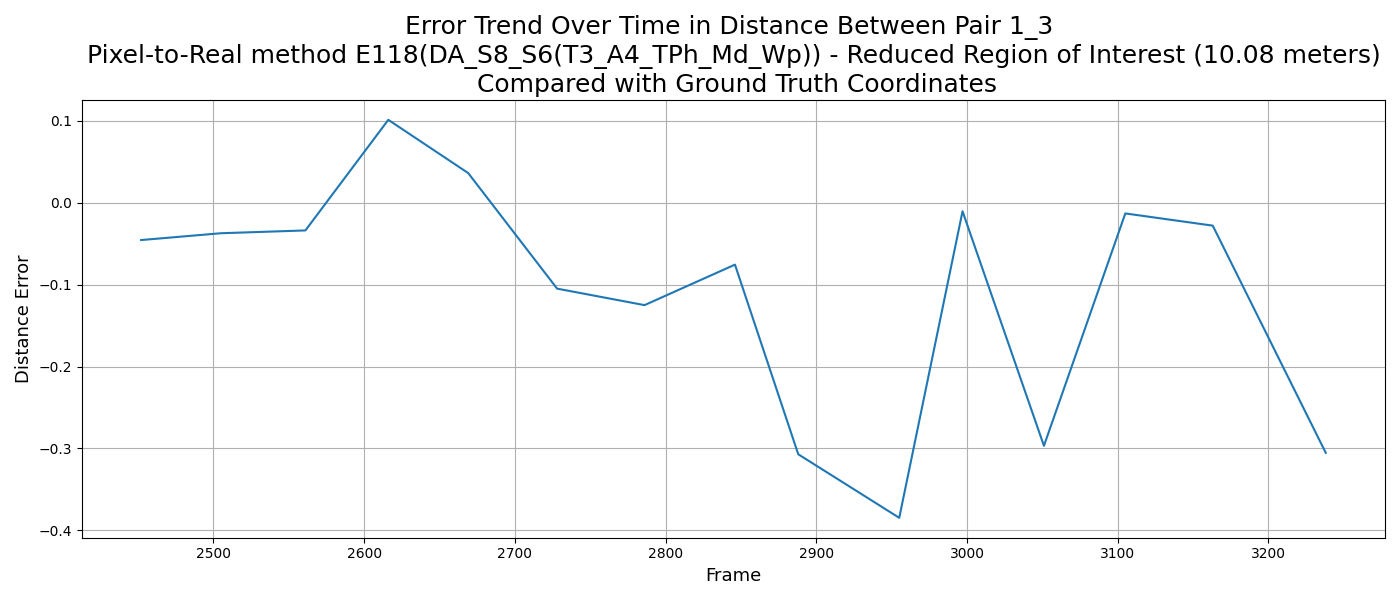 Error Trend Over Time in Distance Between Pair 1_3
Pixel-to-Real method E118(DA_S8_S6(T3_A4_TPh_Md_Wp)) - Reduced Region of Interest (10.08 meters)
Compared with Ground Truth Coordinates
0.1
0.0
−0.1
−0.2
−0.3
−0.4
Distance Error
2500 2600 2700 2800 2900 3000 3100 3200
Frame